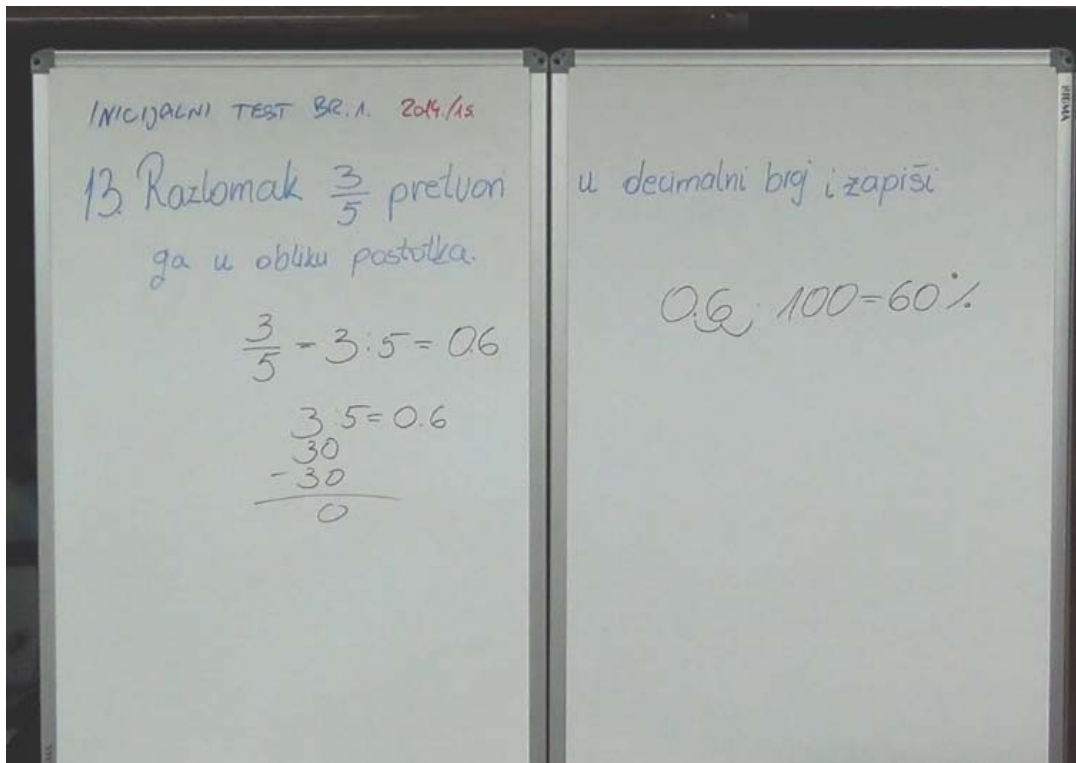 INICIJALNI TEST BR. 1. 2014./15.
13. Razlomak 3/5 pretvori u decimalni broj i zapiši
ga u obliku postotka.
3/5 = 3:5 = 0.6
3:5=0.6
30
-30
0
0.6 · 100=60%
SIGMA